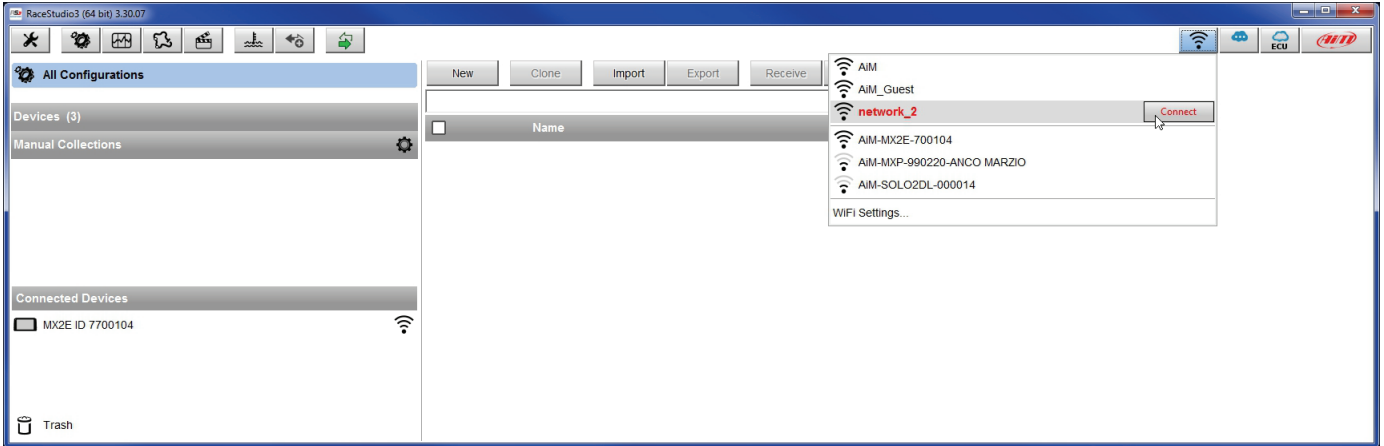 RaceStudio3 (64 bit) 3.30.07
ECU
AiM
All Configurations
Devices (3)
Manual Collections
Connected Devices
MX2E ID 7700104
Trash
New
Clone
Import
Export
Receive
Name
AiM
AiM_Guest
network_2
Connect
AiM-MX2E-700104
AiM-MXP-990220-ANCO MARZIO
AiM-SOLO2DL-000014
WiFi Settings...